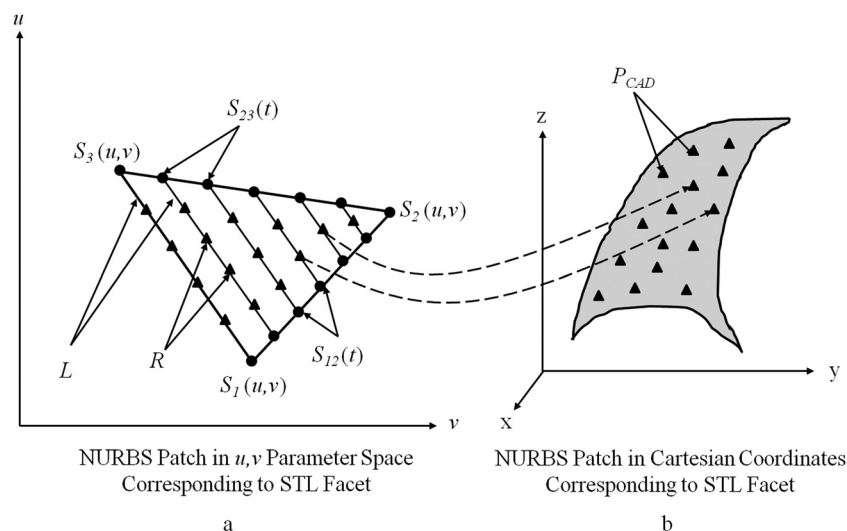 u
S23(t)
S3(u,v)
S2(u,v)
L
R
S12(t)
S1(u,v)
v
NURBS Patch in u,v Parameter Space
Corresponding to STL Facet
a
PCAD
z
y
x
NURBS Patch in Cartesian Coordinates
Corresponding to STL Facet
b